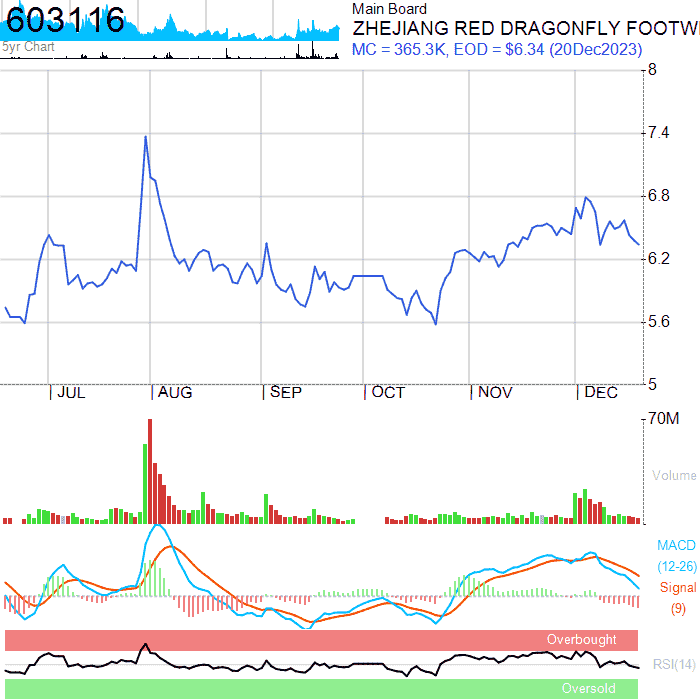 603116
5yr Chart
Main Board
ZHEJIANG RED DRAGONFLY FOOTW
MC = 365.3K, EOD = $6.34 (20Dec2023)
8
7.4
6.8
6.2
5.6
5
JUL AUG SEP OCT NOV DEC
70M
Volume
MACD
(12-26)
Signal
(9)
Overbought
RSI(14)
Oversold